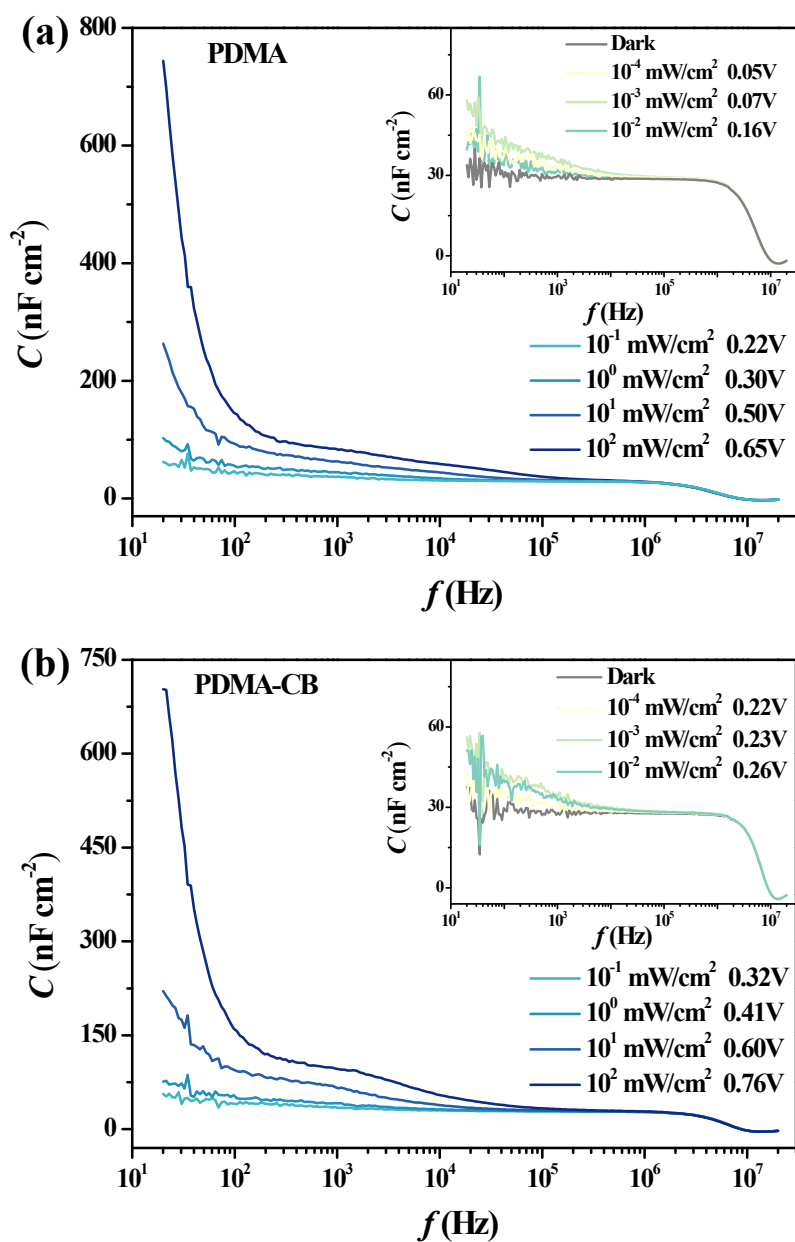 (a)
PDMA
800
600
400
200
0
C (nF cm⁻²)
10¹ 10² 10³ 10⁴ 10⁵ 10⁶ 10⁷
f (Hz)
10⁻¹ mW/cm² 0.22V
10⁰ mW/cm² 0.30V
10¹ mW/cm² 0.50V
10² mW/cm² 0.65V
Dark
10⁻⁴ mW/cm² 0.05V
10⁻³ mW/cm² 0.07V
10⁻² mW/cm² 0.16V
60
30
0
C (nF cm⁻²)
10¹ 10³ 10⁵ 10⁷
f (Hz)
(b)
PDMA-CB
750
600
450
300
150
0
C (nF cm⁻²)
10¹ 10² 10³ 10⁴ 10⁵ 10⁶ 10⁷
f (Hz)
10⁻¹ mW/cm² 0.32V
10⁰ mW/cm² 0.41V
10¹ mW/cm² 0.60V
10² mW/cm² 0.76V
Dark
10⁻⁴ mW/cm² 0.22V
10⁻³ mW/cm² 0.23V
10⁻² mW/cm² 0.26V
60
30
0
C (nF cm⁻²)
10¹ 10³ 10⁵ 10⁷
f (Hz)